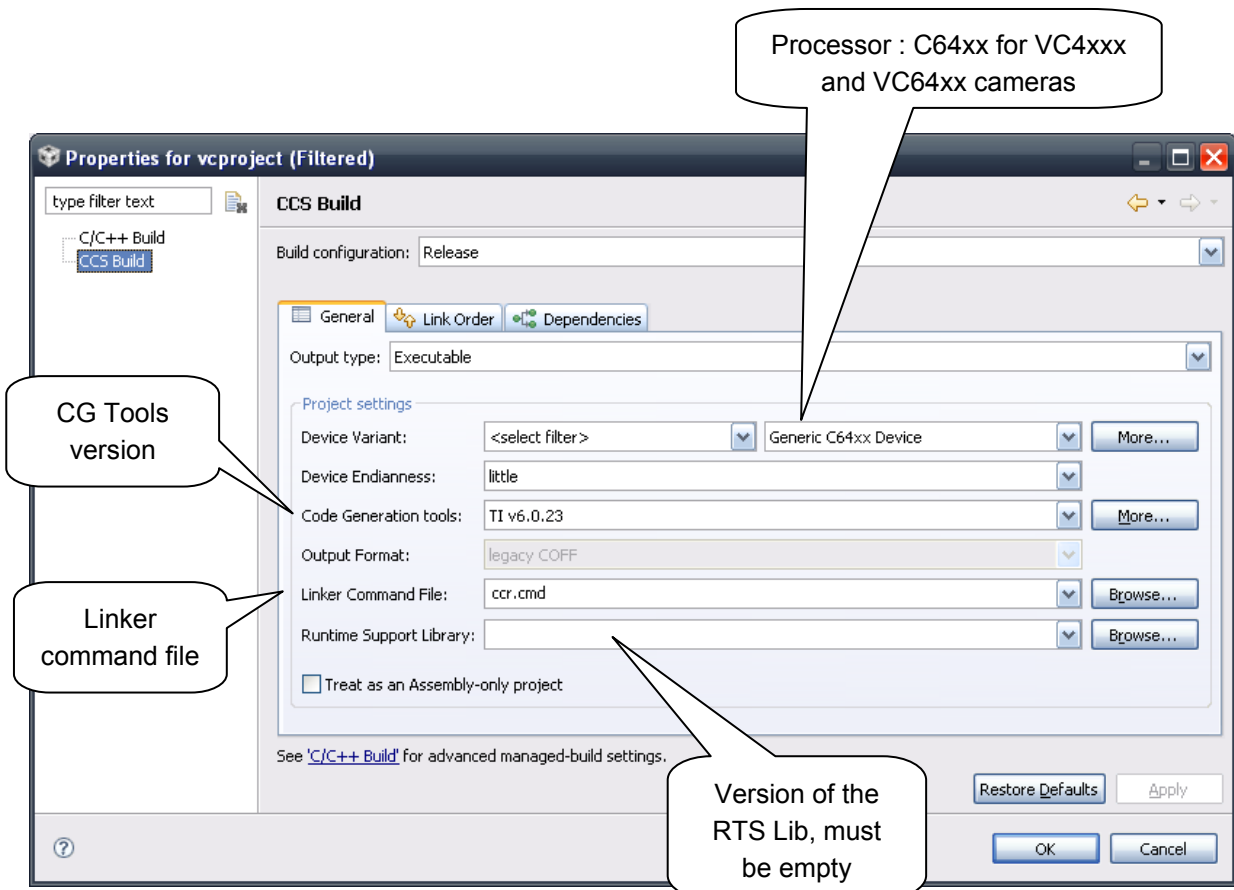 Processor : C64xx for VC4xxx
and VC64xx cameras
Properties for vcproject (Filtered)
type filter text
C/C++ Build
CCS Build
CCS Build
Build configuration: Release
General Link Order Dependencies
Output type: Executable
CG Tools
version
Project settings
Device Variant: <select filter> Generic C64xx Device More...
Device Endianness: little
Code Generation tools: TI v6.0.23 More...
Output Format: legacy COFF
Linker Command File: ccr.cmd Browse...
Runtime Support Library: Browse...
Linker
command file
Treat as an Assembly-only project
See 'C/C++ Build' for advanced managed-build settings.
Version of the
RTS Lib, must
be empty
Restore Defaults Apply
OK Cancel